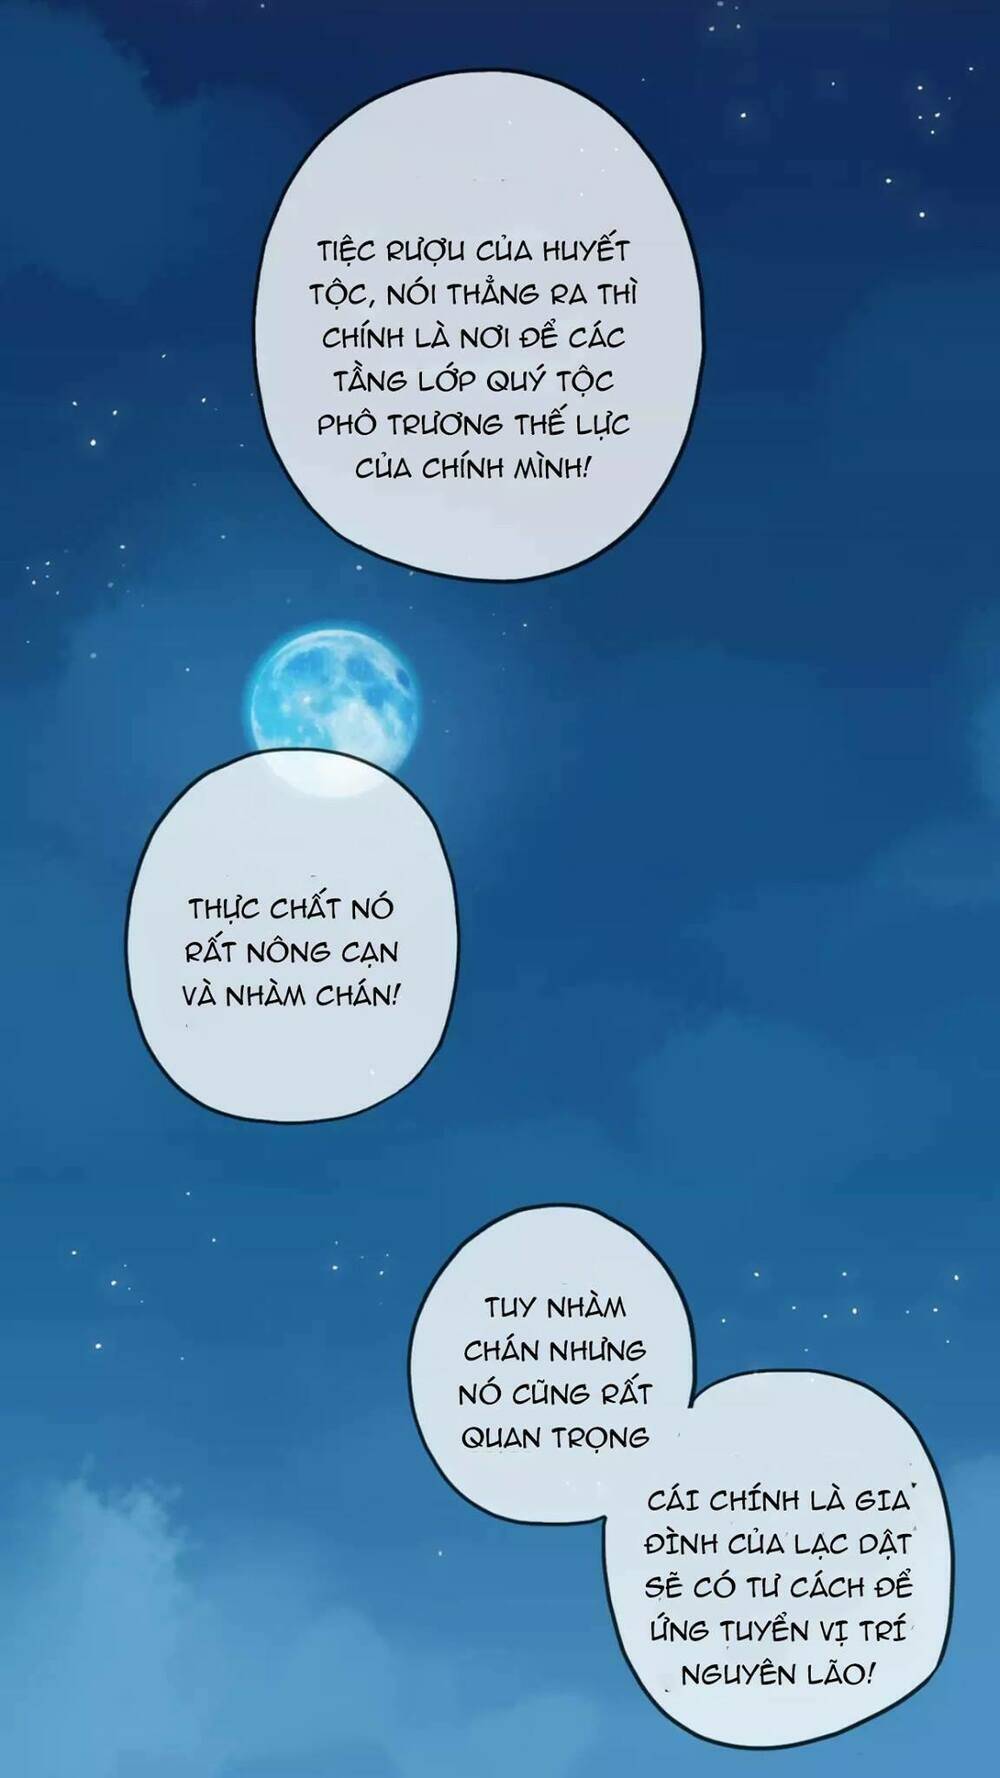 TIỆC RƯỢU CỦA HUYẾT
TỘC, NÓI THẲNG RA THÌ
CHÍNH LÀ NƠI ĐỂ CÁC
TẦNG LỚP QUÝ TỘC
PHÔ TRƯƠNG THẾ LỰC
CỦA CHÍNH MÌNH!
THỰC CHẤT NÓ
RẤT NÔNG CẠN
VÀ NHÀM CHÁN!
TUY NHÀM
CHÁN NHƯNG
NÓ CŨNG RẤT
QUAN TRỌNG
CÁI CHÍNH LÀ GIA
ĐÌNH CỦA LẠC DẬT
SẼ CÓ TƯ CÁCH ĐỂ
ỨNG TUYỂN VỊ TRÍ
NGUYÊN LÃO!